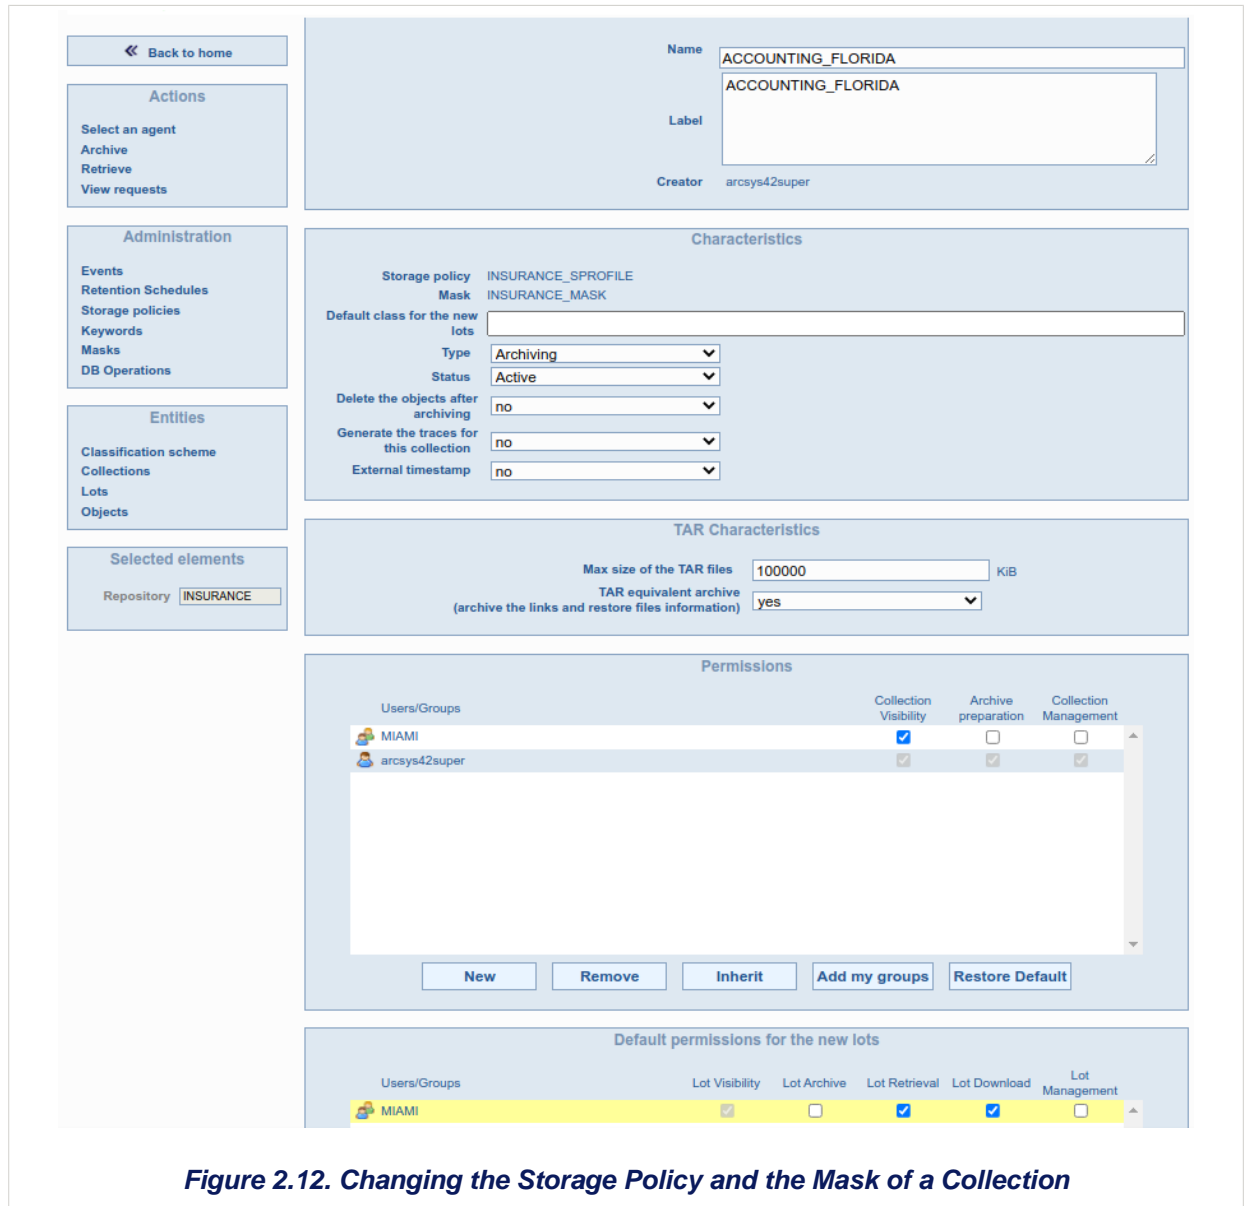 Back to home
Actions
Select an agent
Archive
Retrieve
View requests
Administration
Events
Retention Schedules
Storage policies
Keywords
Masks
DB Operations
Entities
Classification scheme
Collections
Lots
Objects
Selected elements
Repository INSURANCE
Name ACCOUNTING_FLORIDA
Label ACCOUNTING_FLORIDA
Creator arcsys42super
Characteristics
Storage policy INSURANCE_SPROFILE
Mask INSURANCE_MASK
Default class for the new
lots
Type Archiving
Status Active
Delete the objects after
archiving no
Generate the traces for
this collection no
External timestamp no
TAR Characteristics
Max size of the TAR files 100000 KiB
TAR equivalent archive
(archive the links and restore files information) yes
Permissions
Users/Groups Collection Visibility Archive preparation Collection Management
MIAMI
arcsys42super
New Remove Inherit Add my groups Restore Default
Default permissions for the new lots
Users/Groups Lot Visibility Lot Archive Lot Retrieval Lot Download Lot Management
MIAMI
Figure 2.12. Changing the Storage Policy and the Mask of a Collection